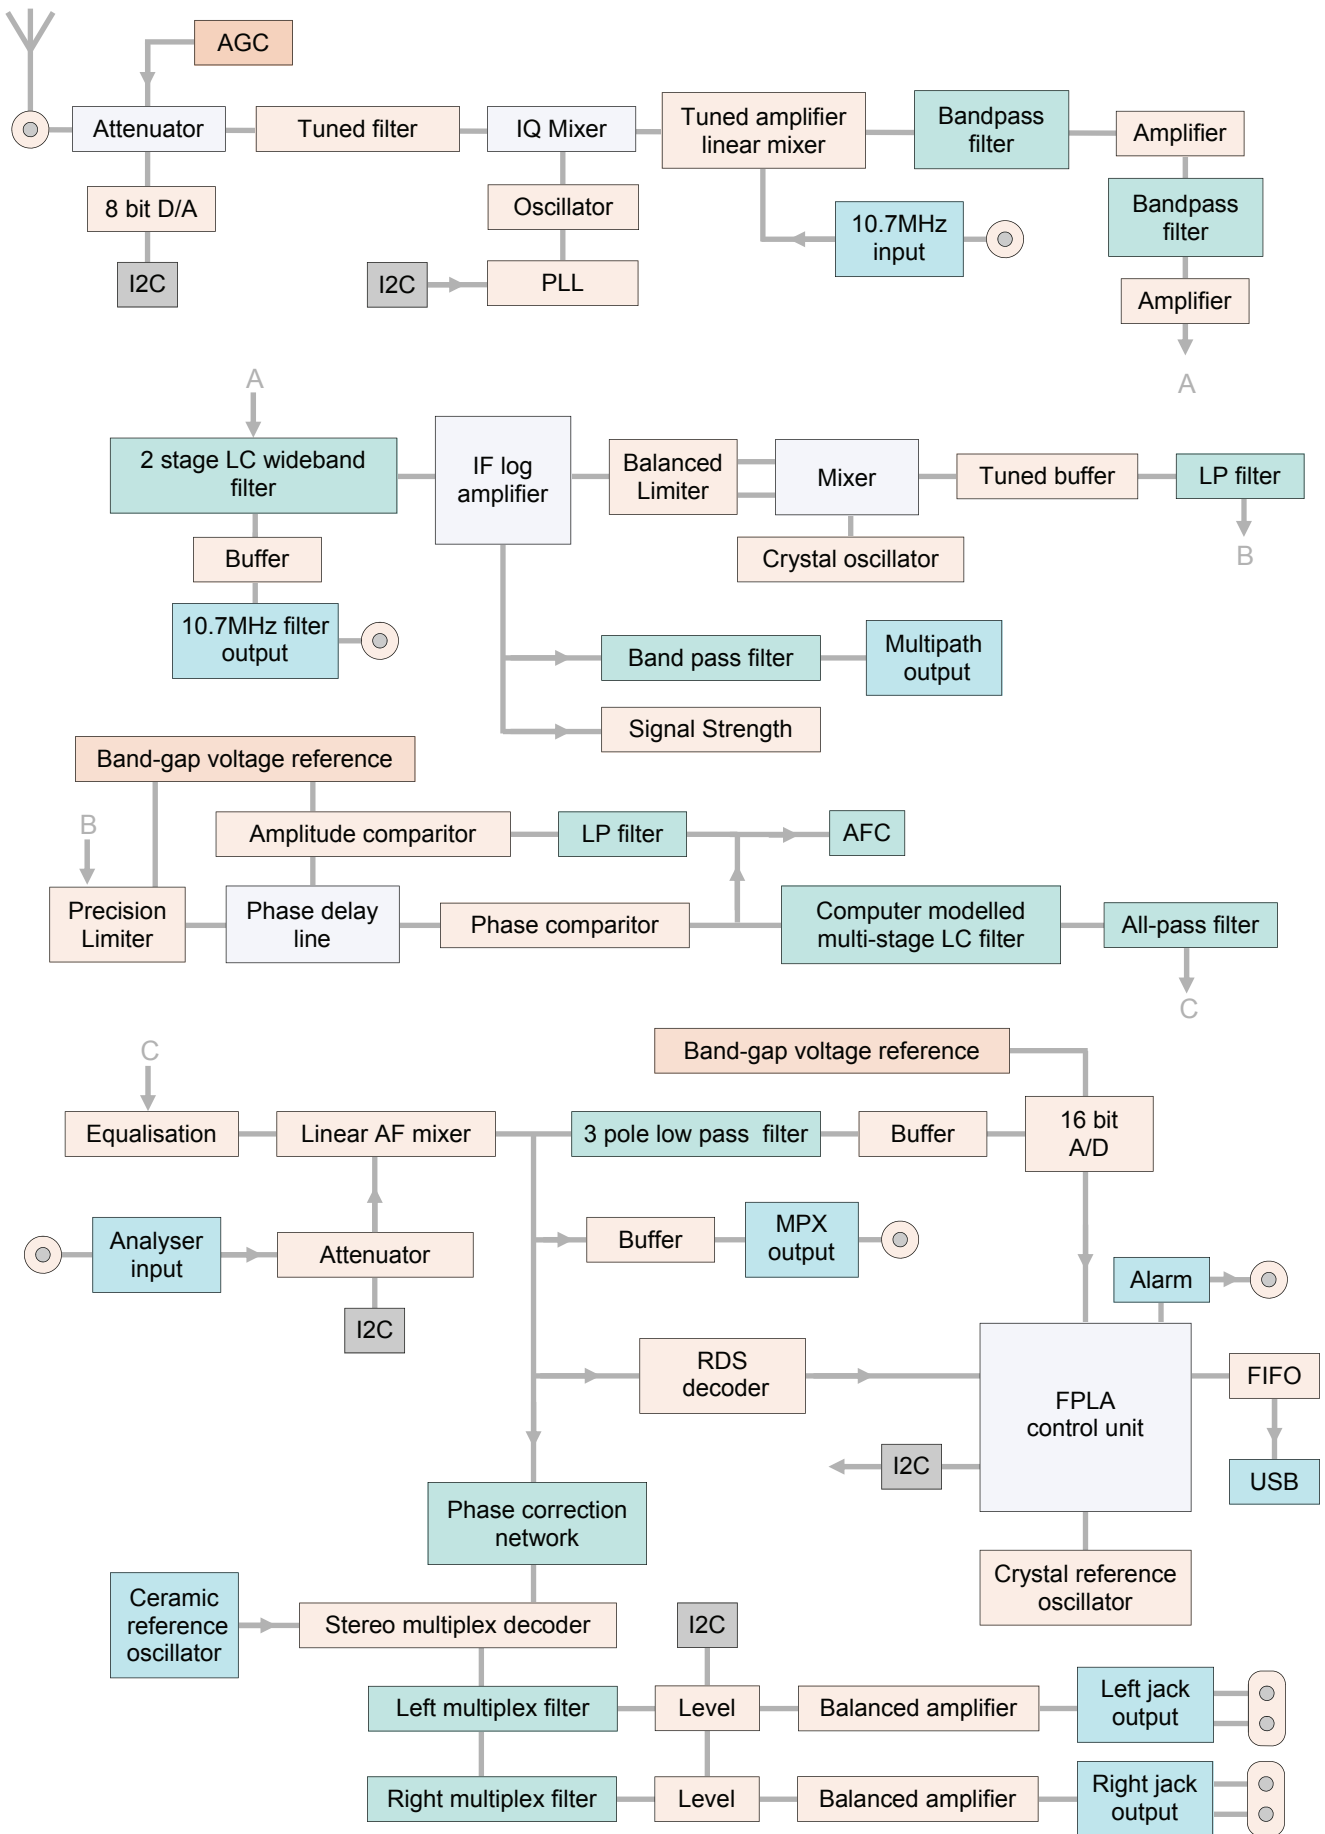 AGC
Attenuator
Tuned filter
IQ Mixer
Tuned amplifier
linear mixer
Bandpass
filter
Amplifier
8 bit D/A
Oscillator
10.7MHz
input
Bandpass
filter
I2C
I2C
PLL
Amplifier
A
A
2 stage LC wideband
filter
IF log
amplifier
Balanced
Limiter
Mixer
Tuned buffer
LP filter
Buffer
Crystal oscillator
B
10.7MHz filter
output
Band pass filter
Multipath
output
Signal Strength
Band-gap voltage reference
B
Amplitude comparitor
LP filter
AFC
Precision
Limiter
Phase delay
line
Phase comparitor
Computer modelled
multi-stage LC filter
All-pass filter
C
C
Band-gap voltage reference
Equalisation
Linear AF mixer
3 pole low pass  filter
Buffer
16 bit
A/D
Analyser
input
Attenuator
Buffer
MPX
output
Alarm
I2C
RDS
decoder
FPLA
control unit
FIFO
I2C
USB
Phase correction
network
Crystal reference
oscillator
Ceramic
reference
oscillator
Stereo multiplex decoder
I2C
Left multiplex filter
Level
Balanced amplifier
Left jack
output
Right multiplex filter
Level
Balanced amplifier
Right jack
output